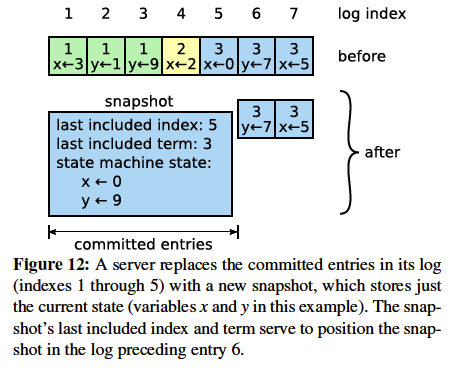 1 2 3 4 5 6 7 log index
1 1 1 2 3 3 3
x←3 y←1 y←9 x←2 x←0 y←7 x←5 before
snapshot
last included index: 5
last included term: 3
state machine state:
x ← 0
y ← 9
3 3
y←7 x←5
after
committed entries
Figure 12: A server replaces the committed entries in its log
(indexes 1 through 5) with a new snapshot, which stores just
the current state (variables x and y in this example). The snap-
shot's last included index and term serve to position the snap-
shot in the log preceding entry 6.